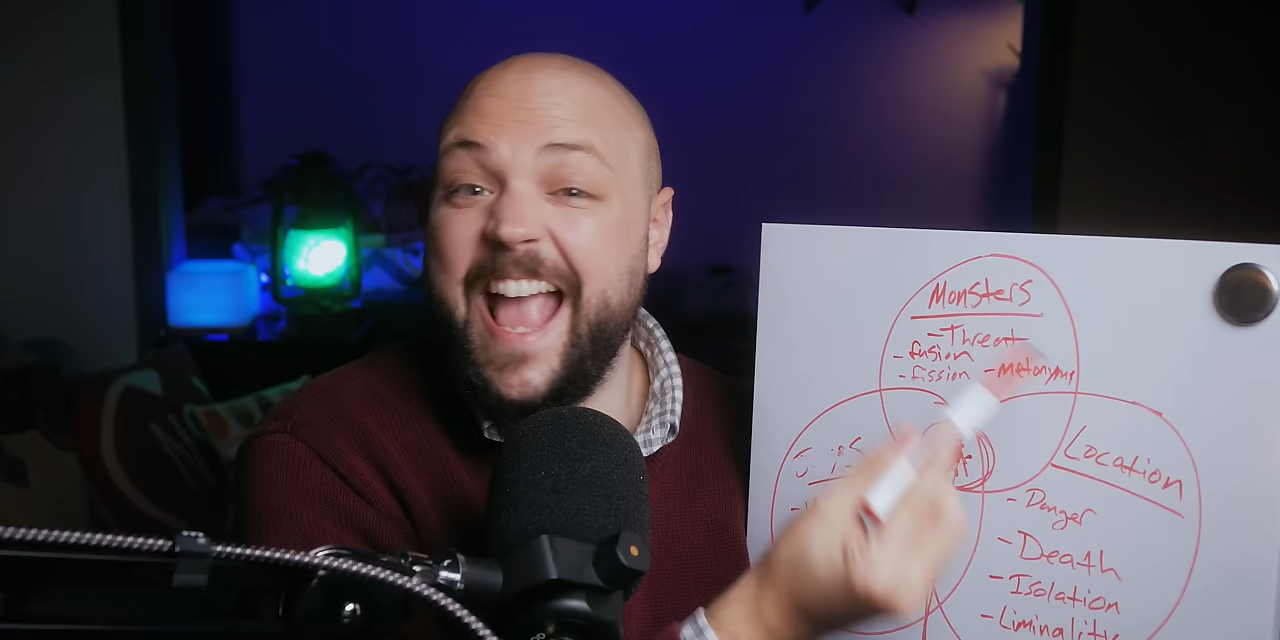 Monsters
- Threat
- fusion
- fission - metonymy
Location
- Danger
- Death
- Isolation
- Liminality